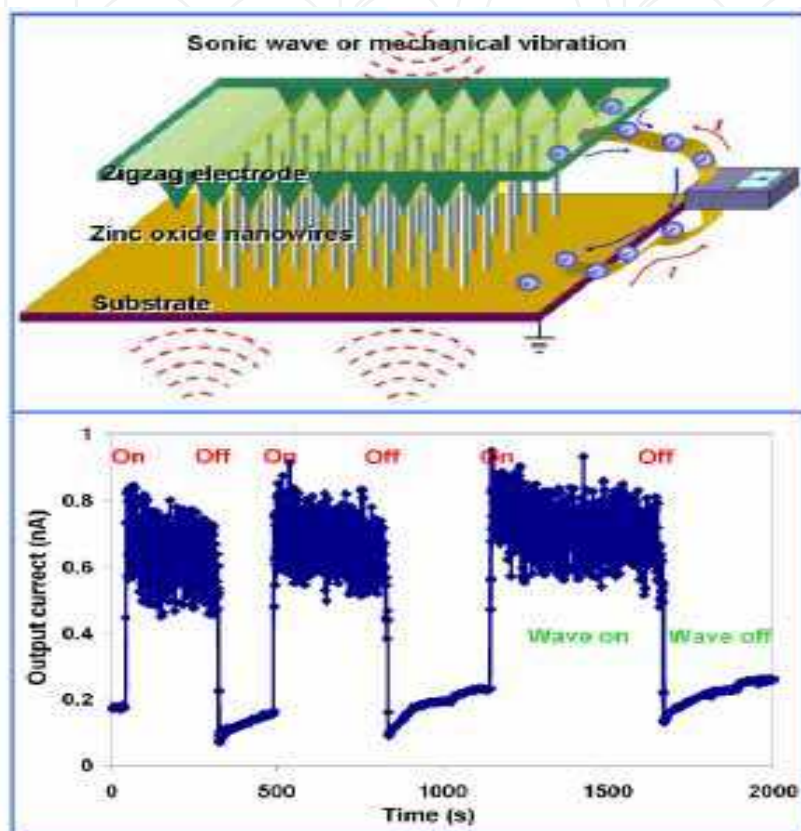 Sonic wave or mechanical vibration
Zigzag electrode
Zinc oxide nanowires
Substrate
I
I
1
On Off On Off On Off
0.8
0.6
Output currect (nA)
0.4
Wave on Wave off
0.2
0
0 500 1000 1500 2000
Time (s)